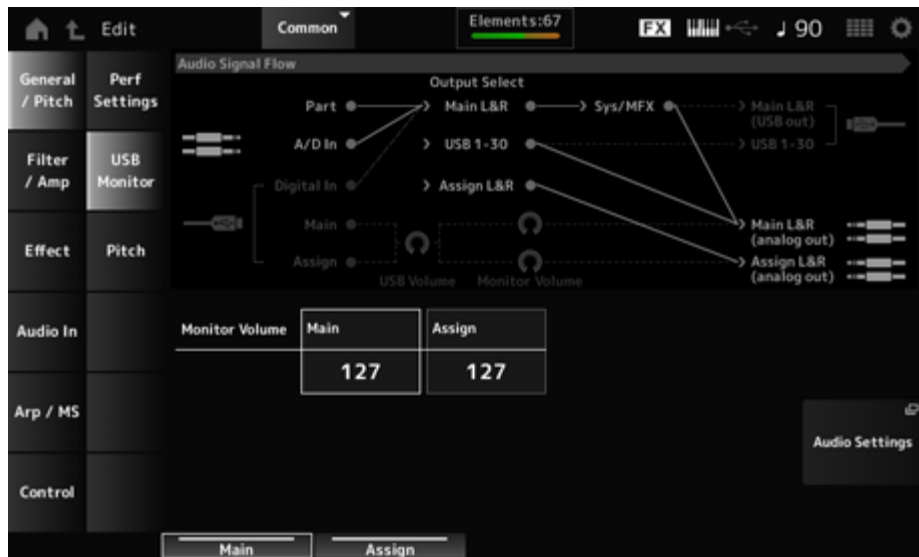 Edit
Common
Elements:67
FX
90
General / Pitch
Perf Settings
Filter / Amp
USB Monitor
Effect
Pitch
Audio In
Arp / MS
Control
Audio Signal Flow
Output Select
Part
Main L&R
Sys/MFX
Main L&R
(USB out)
A/D In
USB 1-30
USB 1-30
Digital In
Assign L&R
Main
Main L&R
(analog out)
Assign
Assign L&R
(analog out)
USB Volume
Monitor Volume
Monitor Volume
Main
Assign
127
127
Audio Settings
Main
Assign